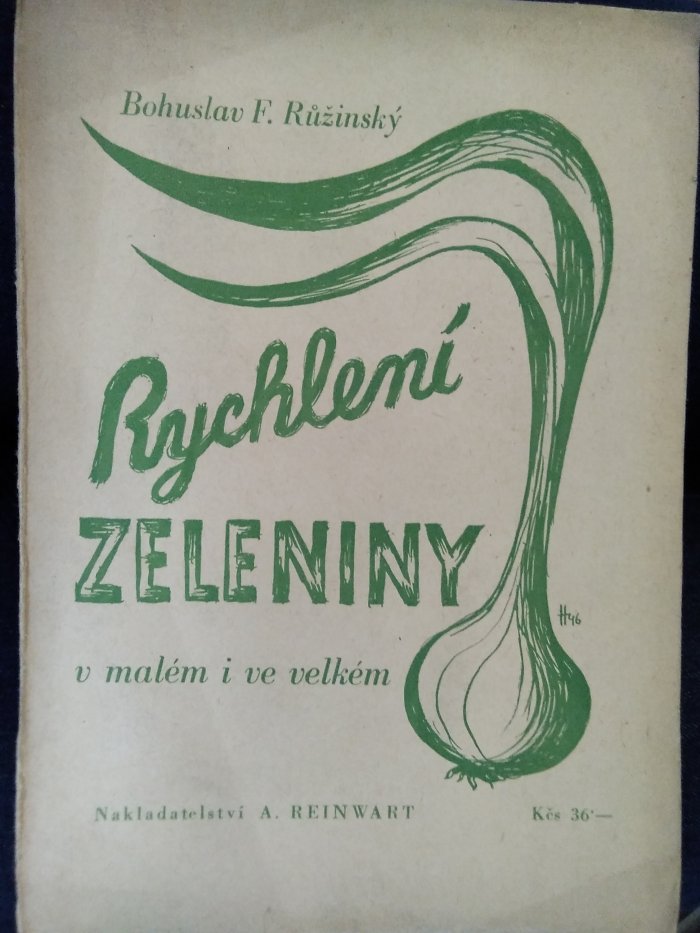 Bohuslav F. Růžinský
Rychlení
ZELENINY
v malém i ve velkém
H46
Nakladatelství A. REINWART Kčs 36·—